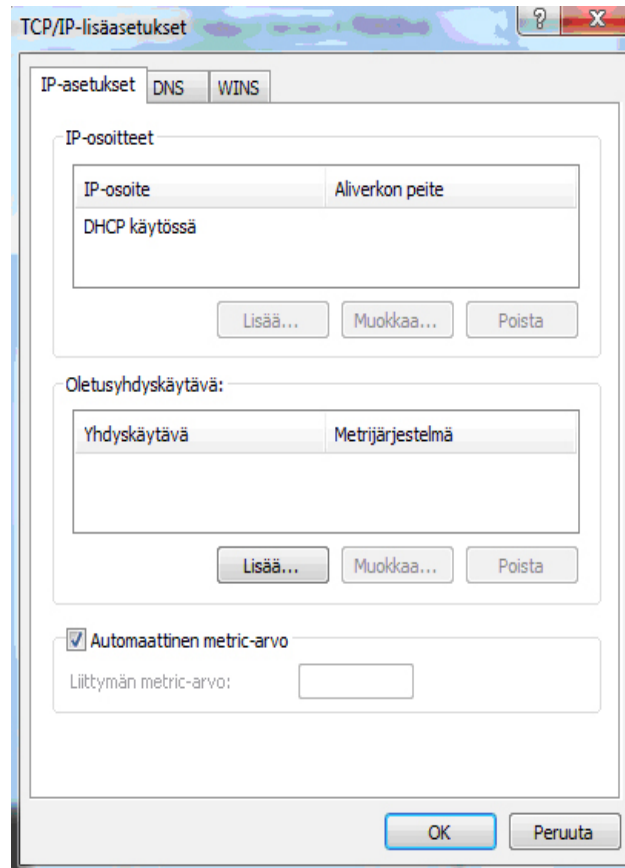 TCP/IP-lisäasetukset
IP-asetukset DNS WINS
IP-osoitteet
IP-osoite Aliverkon peite
DHCP käytössä
Lisää... Muokkaa... Poista
Oletusyhdyskäytävä:
Yhdyskäytävä Metrijärjestelmä
Lisää... Muokkaa... Poista
Automaattinen metric-arvo
Liittymän metric-arvo:
OK Peruuta